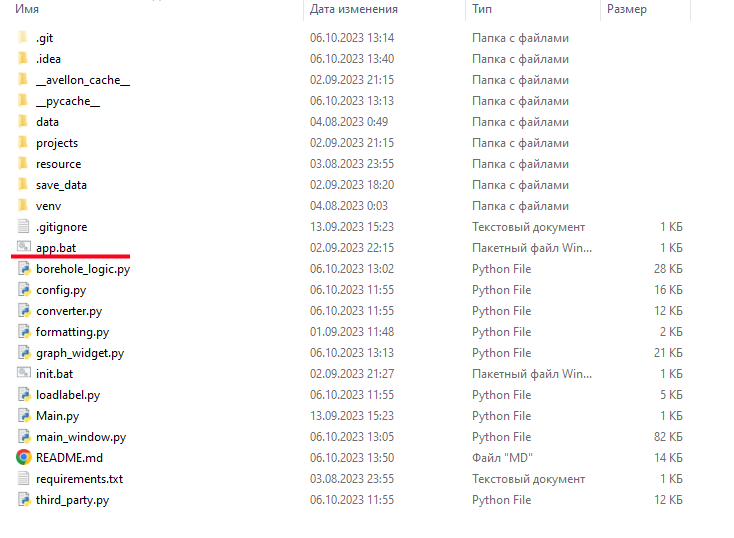 Имя Дата изменения Тип Размер
.git 06.10.2023 13:14 Папка с файлами
.idea 06.10.2023 13:40 Папка с файлами
__avellon_cache__ 02.09.2023 21:15 Папка с файлами
__pycache__ 06.10.2023 13:13 Папка с файлами
data 04.08.2023 0:49 Папка с файлами
projects 02.09.2023 21:15 Папка с файлами
resource 03.08.2023 23:55 Папка с файлами
save_data 02.09.2023 18:20 Папка с файлами
venv 04.08.2023 0:03 Папка с файлами
.gitignore 13.09.2023 15:23 Текстовый документ 1 КБ
app.bat 02.09.2023 22:15 Пакетный файл Win... 1 КБ
borehole_logic.py 06.10.2023 13:02 Python File 28 КБ
config.py 06.10.2023 11:55 Python File 16 КБ
converter.py 06.10.2023 11:55 Python File 12 КБ
formatting.py 01.09.2023 11:48 Python File 2 КБ
graph_widget.py 06.10.2023 13:13 Python File 21 КБ
init.bat 02.09.2023 21:27 Пакетный файл Win... 1 КБ
loadlabel.py 06.10.2023 11:55 Python File 5 КБ
Main.py 13.09.2023 15:23 Python File 1 КБ
main_window.py 06.10.2023 13:05 Python File 82 КБ
README.md 06.10.2023 13:50 Файл "MD" 14 КБ
requirements.txt 03.08.2023 23:55 Текстовый документ 1 КБ
third_party.py 06.10.2023 11:55 Python File 12 КБ